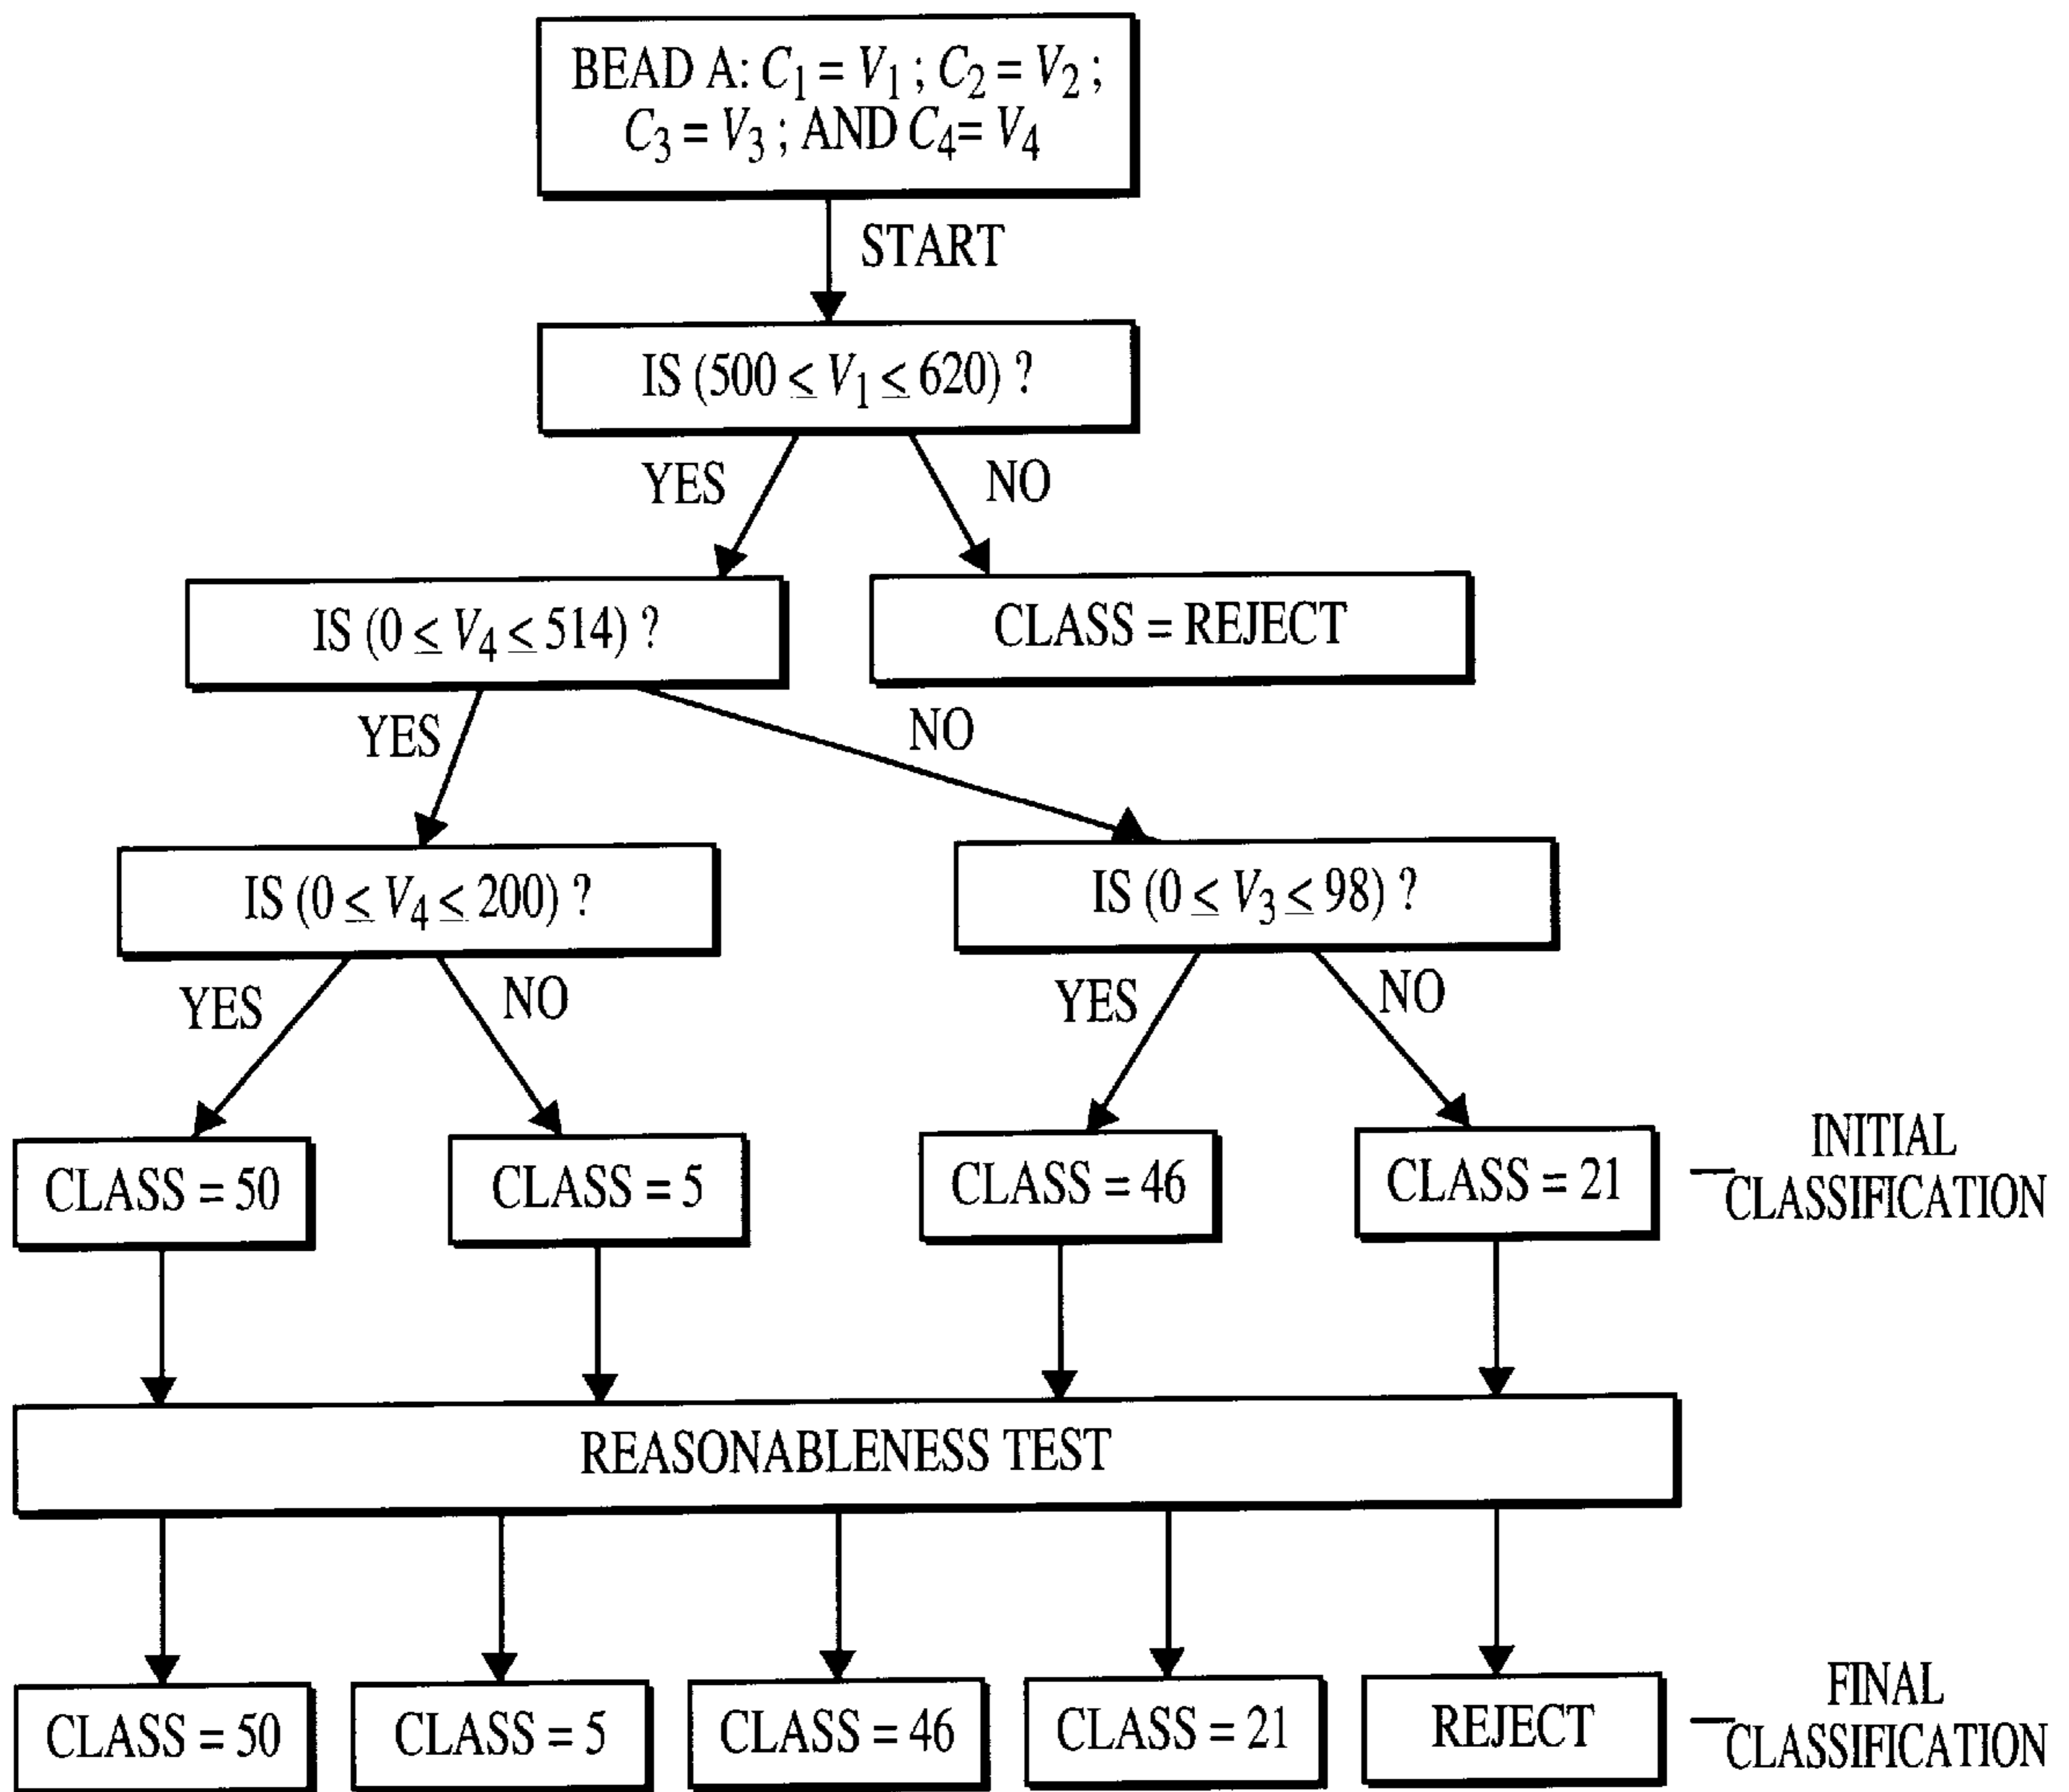 BEAD A: C1 = V1 ; C2 = V2 ;
C3 = V3 ; AND C4= V4
START
IS (500 ≤ V1 ≤ 620) ?
YES
NO
IS (0 ≤ V4 ≤ 514) ?
CLASS = REJECT
YES
NO
IS (0 ≤ V4 ≤ 200) ?
IS (0 ≤ V3 ≤ 98) ?
YES
NO
YES
NO
CLASS = 50
CLASS = 5
CLASS = 46
CLASS = 21
INITIAL
CLASSIFICATION
REASONABLENESS TEST
CLASS = 50
CLASS = 5
CLASS = 46
CLASS = 21
REJECT
FINAL
CLASSIFICATION